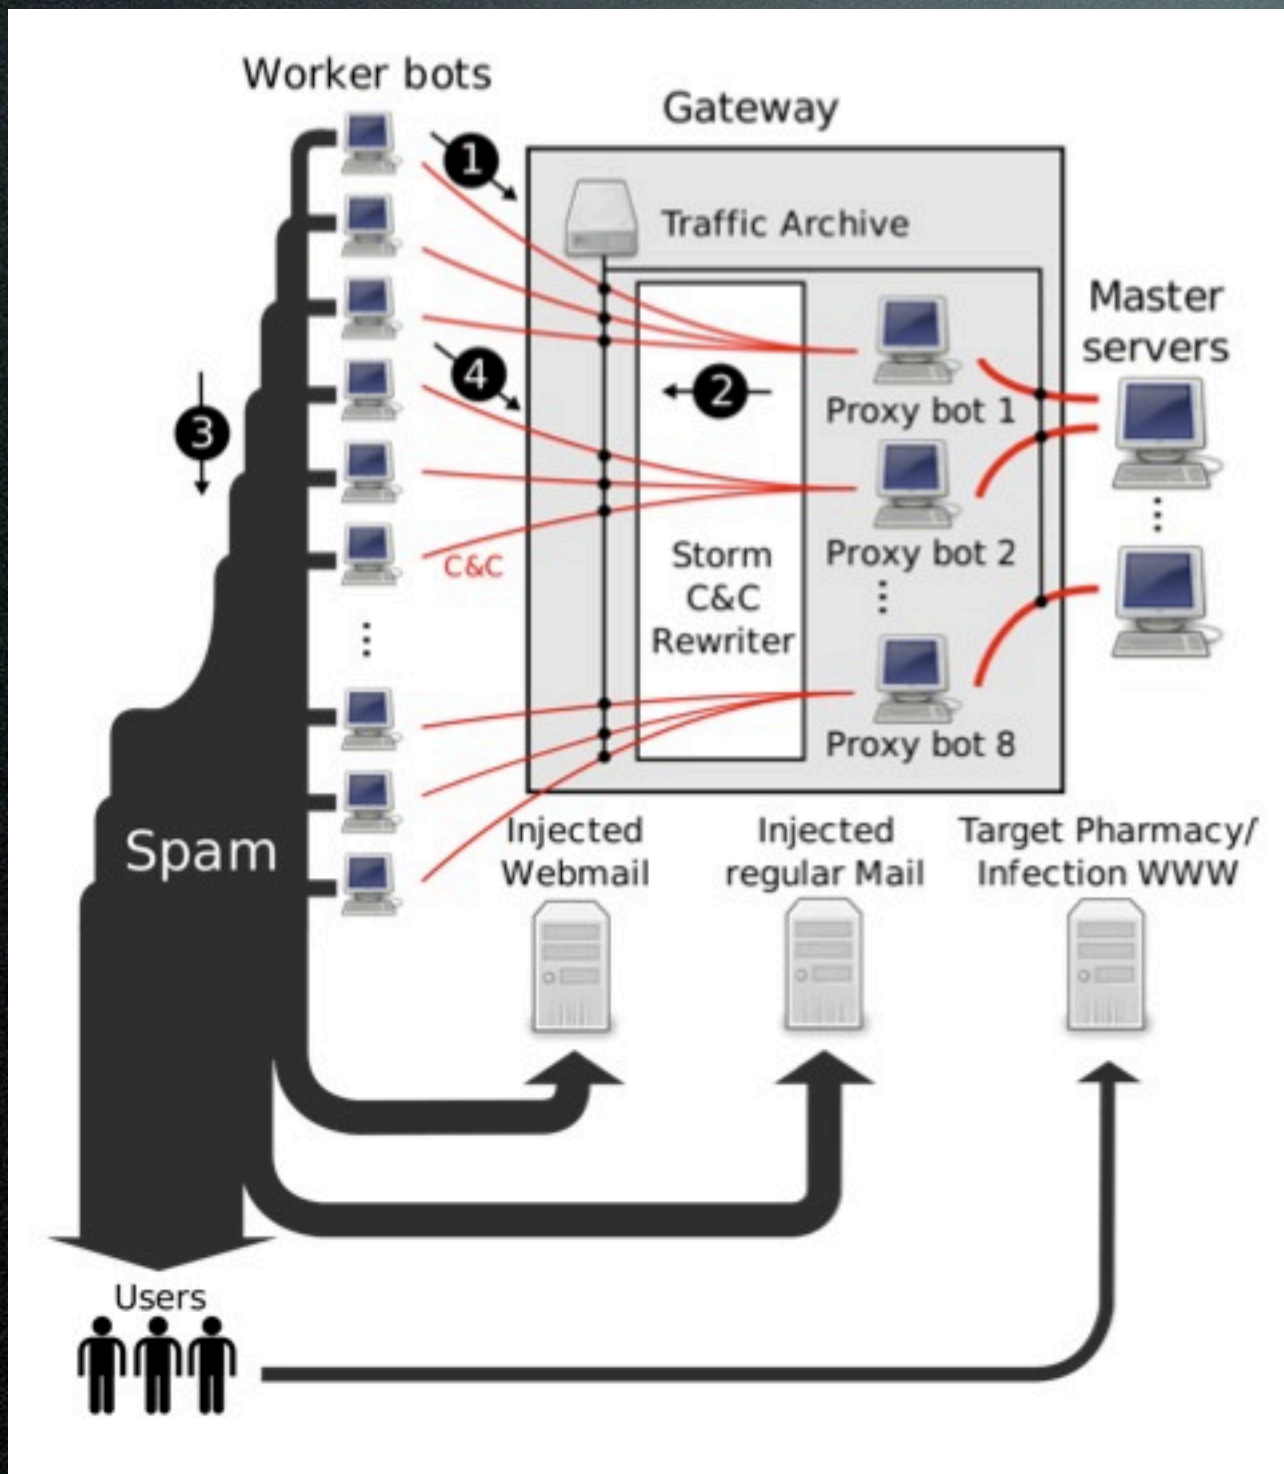 Worker bots
Gateway
1
Traffic Archive
Master
servers
4
2
3
Proxy bot 1
Proxy bot 2
C&C
Storm
C&C
Rewriter
Proxy bot 8
Injected
Webmail
Injected
regular Mail
Target Pharmacy/
Infection WWW
Spam
Users